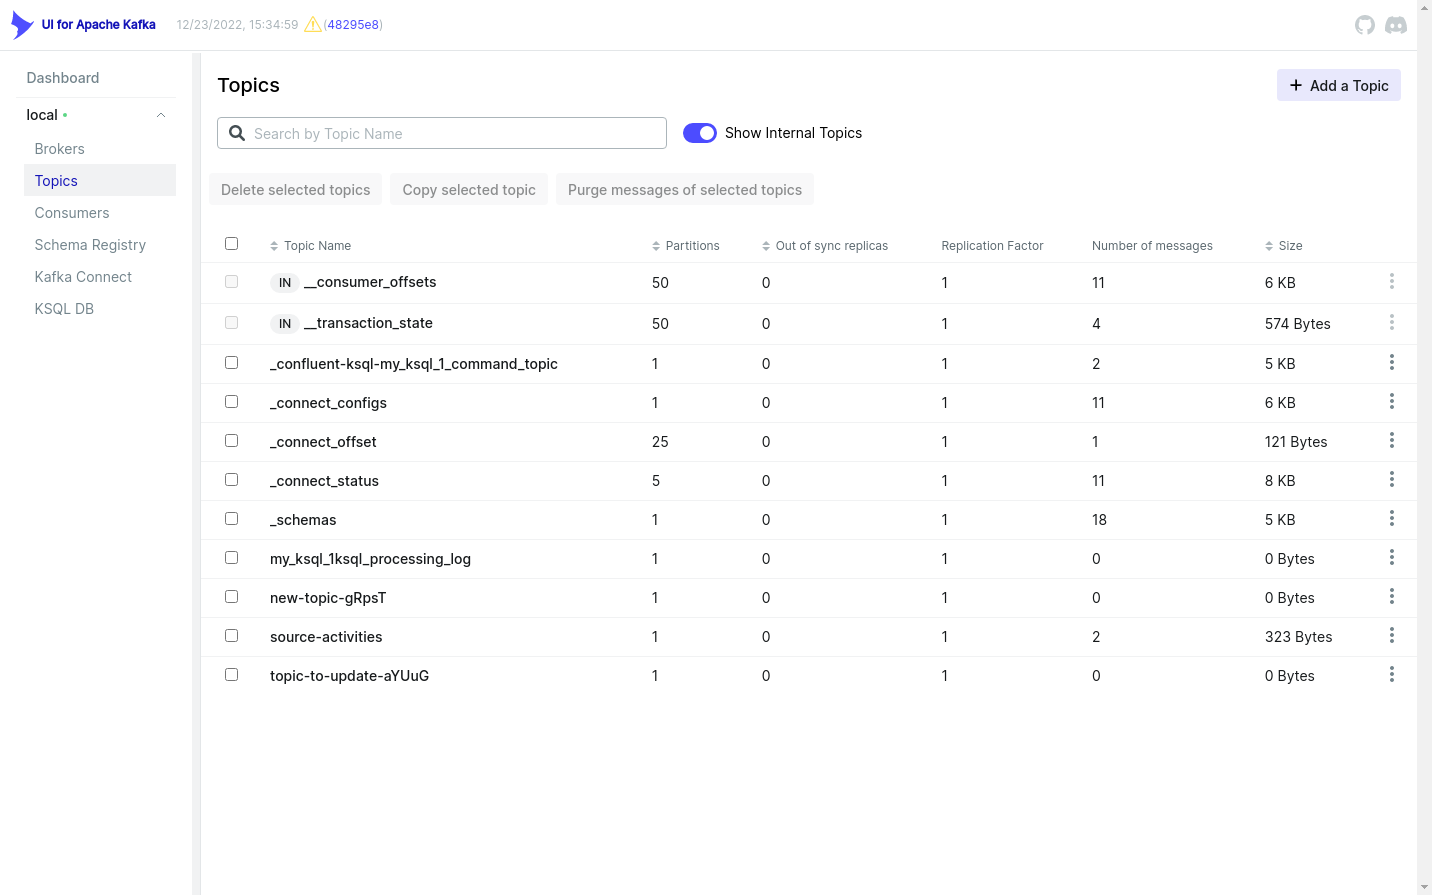 UI for Apache Kafka 12/23/2022, 15:34:59 (48295e8)
Dashboard
local
Brokers
Topics
Consumers
Schema Registry
Kafka Connect
KSQL DB
Topics
Add a Topic
Search by Topic Name
Show Internal Topics
Delete selected topics Copy selected topic Purge messages of selected topics
Topic Name Partitions Out of sync replicas Replication Factor Number of messages Size
IN __consumer_offsets 50 0 1 11 6 KB
IN __transaction_state 50 0 1 4 574 Bytes
_confluent-ksql-my_ksql_1_command_topic 1 0 1 2 5 KB
_connect_configs 1 0 1 11 6 KB
_connect_offset 25 0 1 1 121 Bytes
_connect_status 5 0 1 11 8 KB
_schemas 1 0 1 18 5 KB
my_ksql_1ksql_processing_log 1 0 1 0 0 Bytes
new-topic-gRpsT 1 0 1 0 0 Bytes
source-activities 1 0 1 2 323 Bytes
topic-to-update-aYUuG 1 0 1 0 0 Bytes